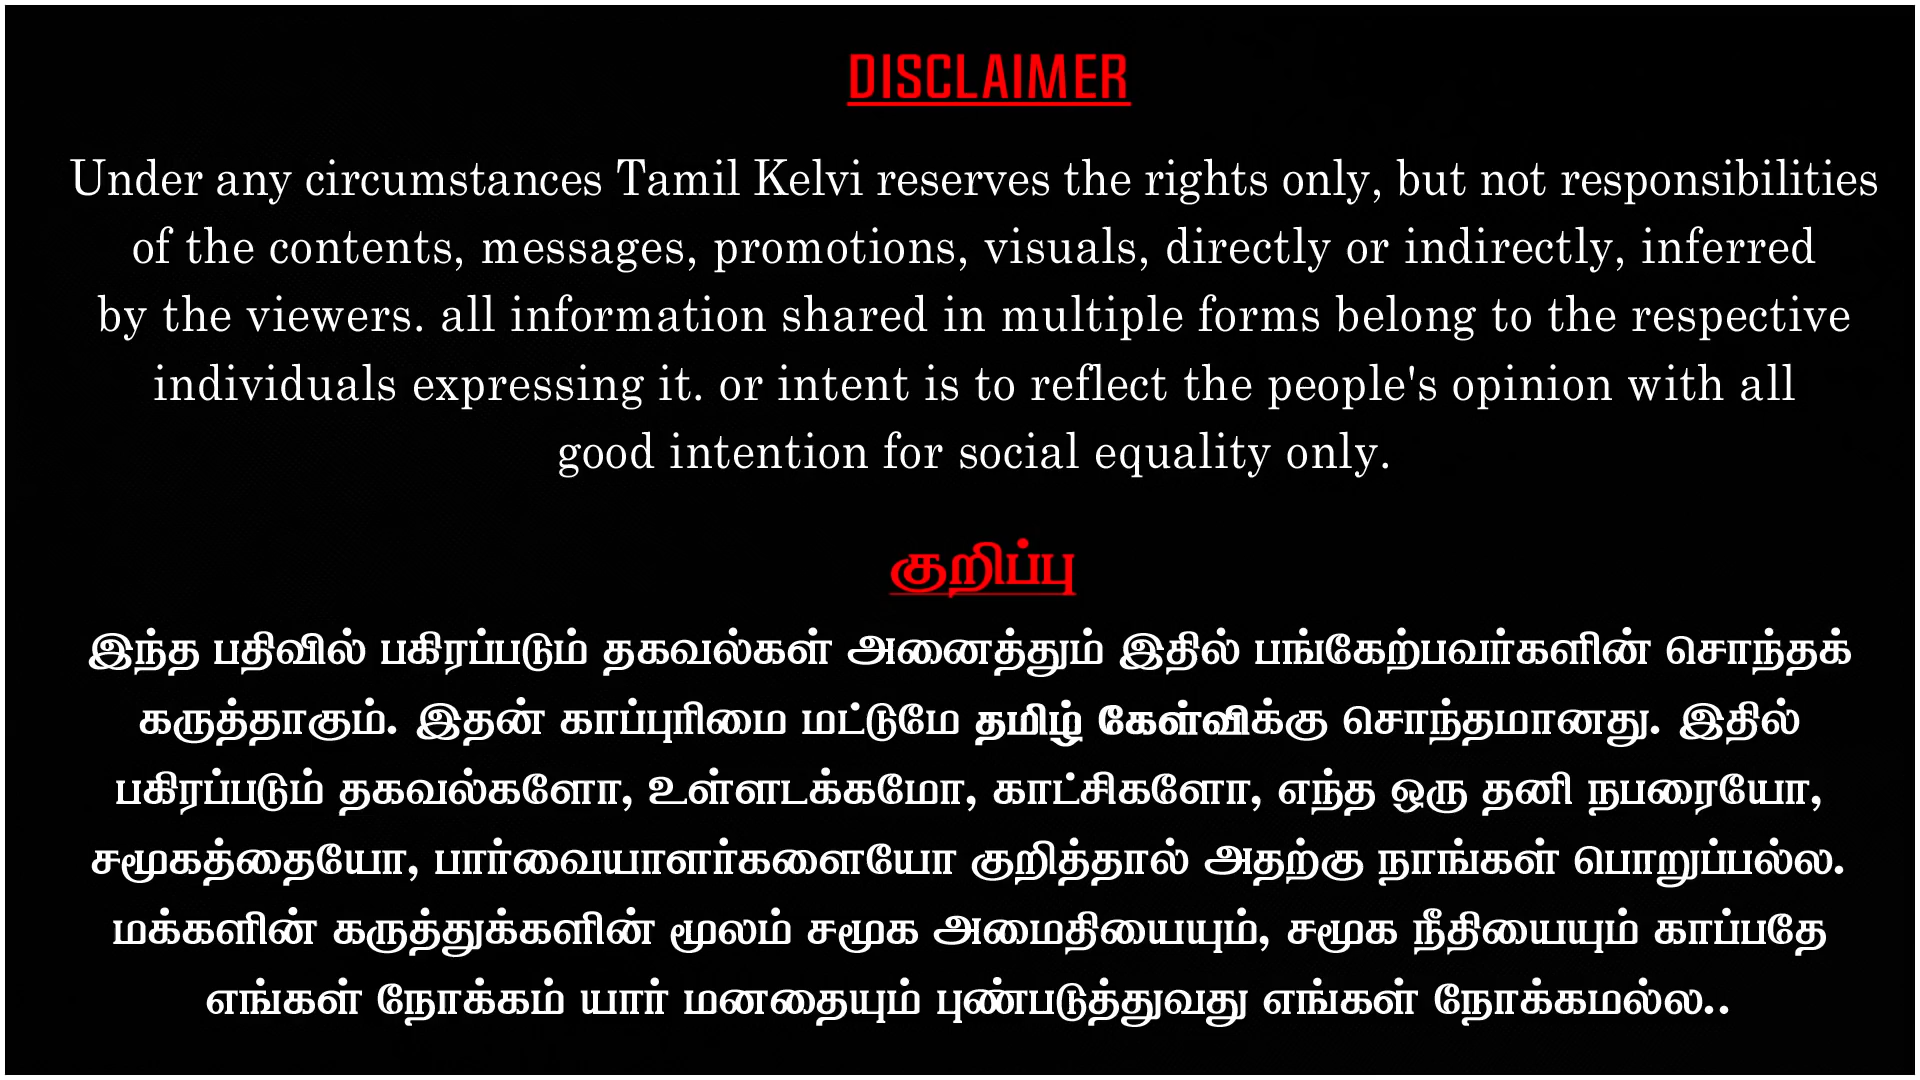 DISCLAIMER
Under any circumstances Tamil Kelvi reserves the rights only, but not responsibilities
of the contents, messages, promotions, visuals, directly or indirectly, inferred
by the viewers. all information shared in multiple forms belong to the respective
individuals expressing it. or intent is to reflect the people's opinion with all
good intention for social equality only.
குறிப்பு
இந்த பதிவில் பகிரப்படும் தகவல்கள் அனைத்தும் இதில் பங்கேற்பவர்களின் சொந்தக்
கருத்தாகும். இதன் காப்புரிமை மட்டுமே தமிழ் கேள்விக்கு சொந்தமானது. இதில்
பகிரப்படும் தகவல்களோ, உள்ளடக்கமோ, காட்சிகளோ, எந்த ஒரு தனி நபரையோ,
சமூகத்தையோ, பார்வையாளர்களையோ குறித்தால் அதற்கு நாங்கள் பொறுப்பல்ல.
மக்களின் கருத்துக்களின் மூலம் சமூக அமைதியையும், சமூக நீதியையும் காப்பதே
எங்கள் நோக்கம் யார் மனதையும் புண்படுத்துவது எங்கள் நோக்கமல்ல..